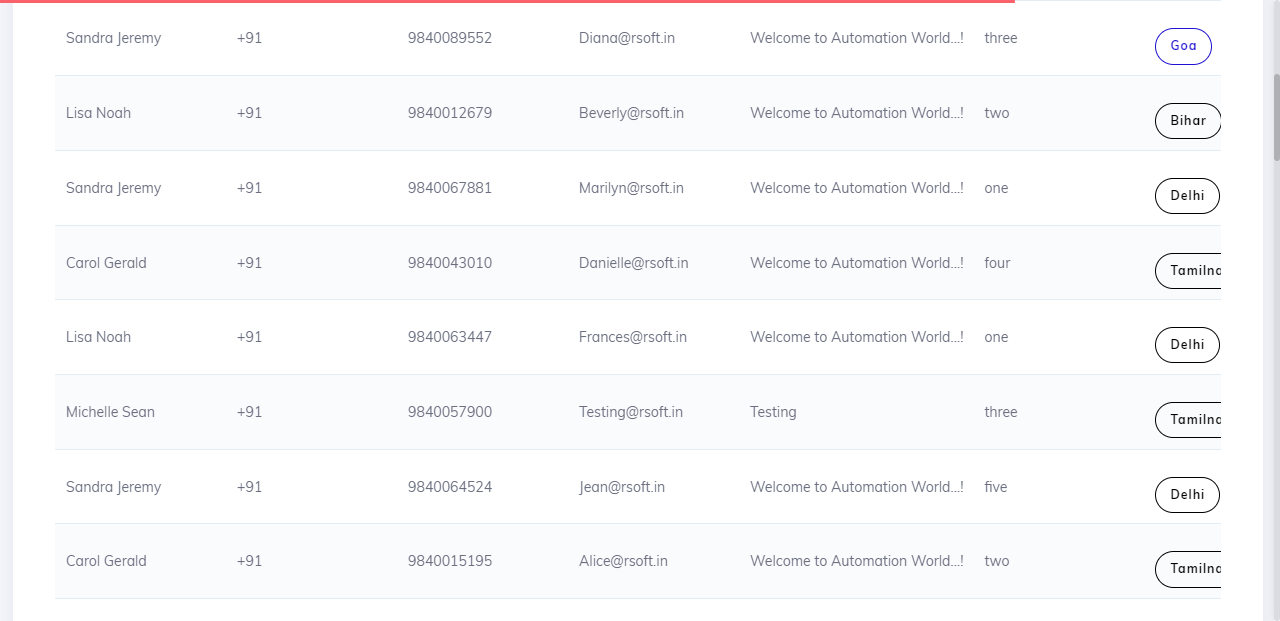 Sandra Jeremy +91 9840089552 Diana@rsoft.in Welcome to Automation World...! three Goa
Lisa Noah +91 9840012679 Beverly@rsoft.in Welcome to Automation World...! two Bihar
Sandra Jeremy +91 9840067881 Marilyn@rsoft.in Welcome to Automation World...! one Delhi
Carol Gerald +91 9840043010 Danielle@rsoft.in Welcome to Automation World...! four Tamilna
Lisa Noah +91 9840063447 Frances@rsoft.in Welcome to Automation World...! one Delhi
Michelle Sean +91 9840057900 Testing@rsoft.in Testing three Tamilna
Sandra Jeremy +91 9840064524 Jean@rsoft.in Welcome to Automation World...! five Delhi
Carol Gerald +91 9840015195 Alice@rsoft.in Welcome to Automation World...! two Tamilna